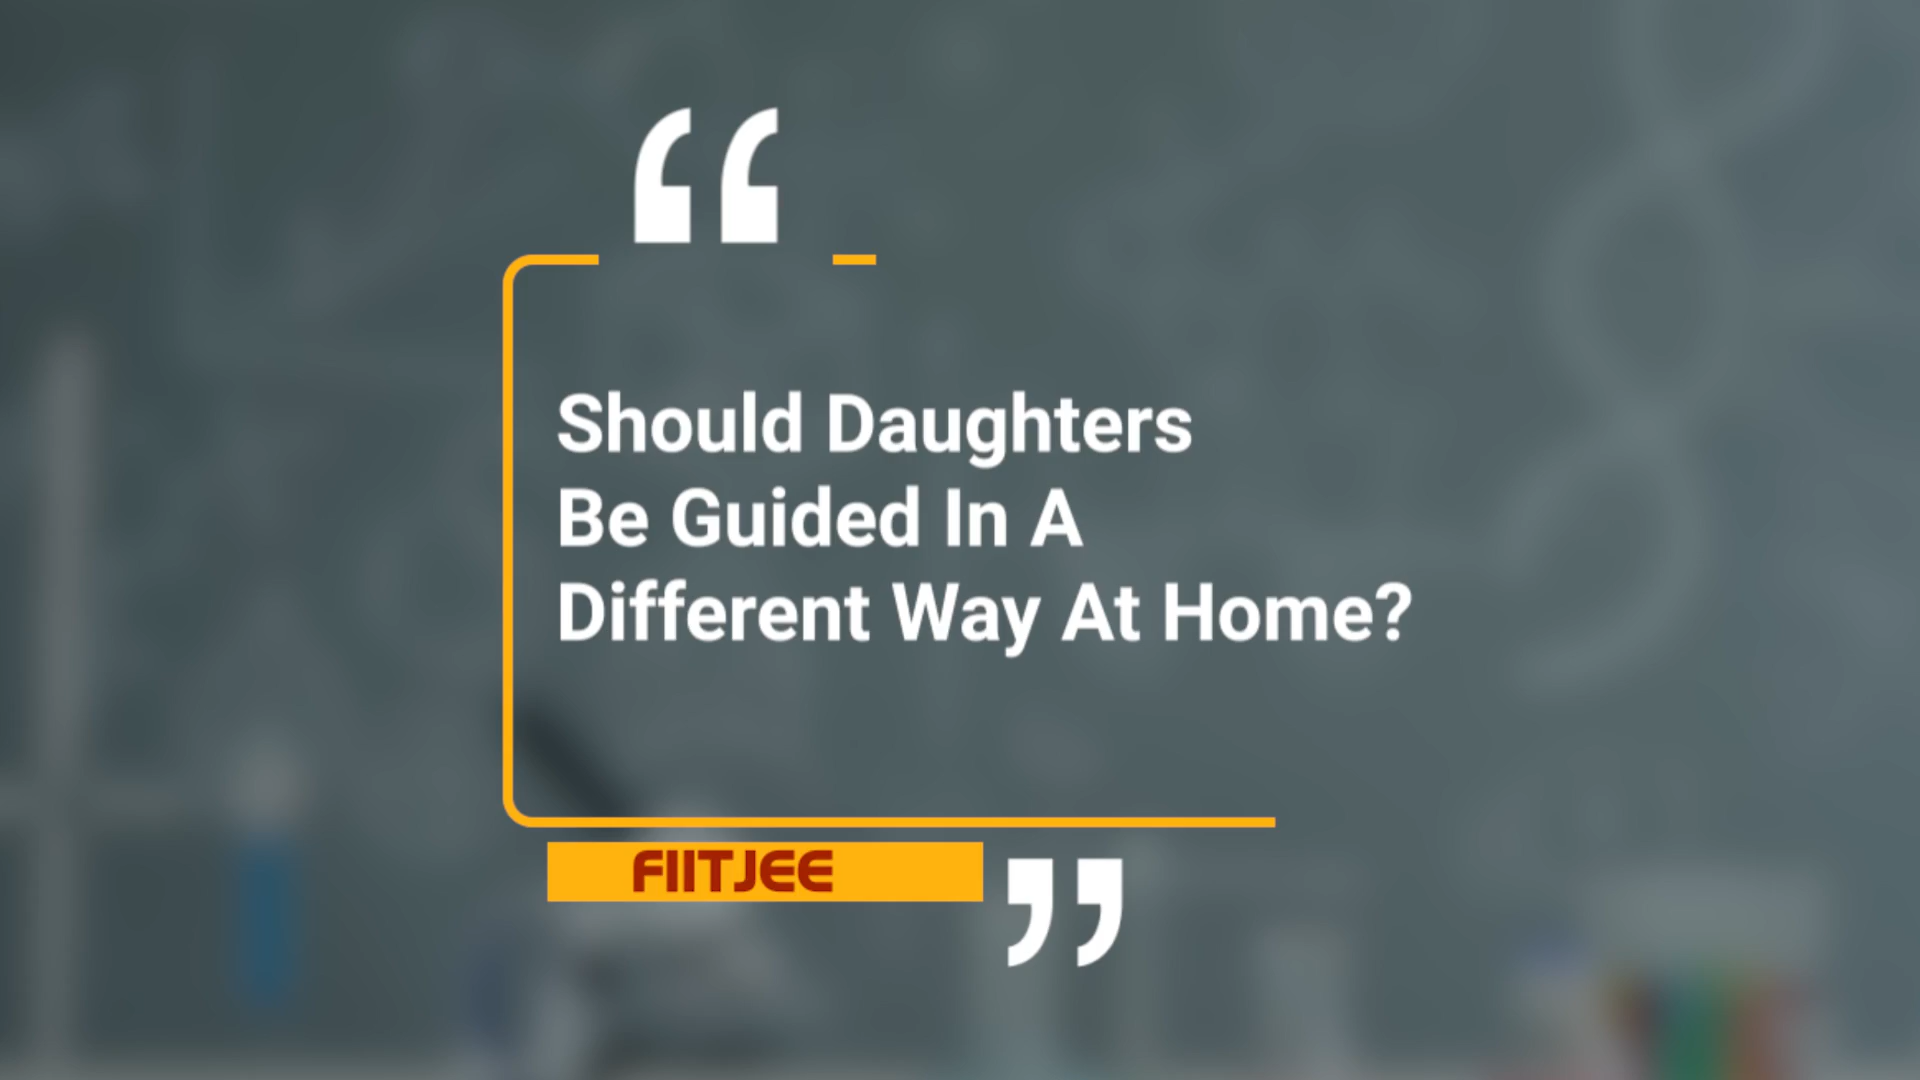 “
Should Daughters
Be Guided In A
Different Way At Home?
FIITJEE
”